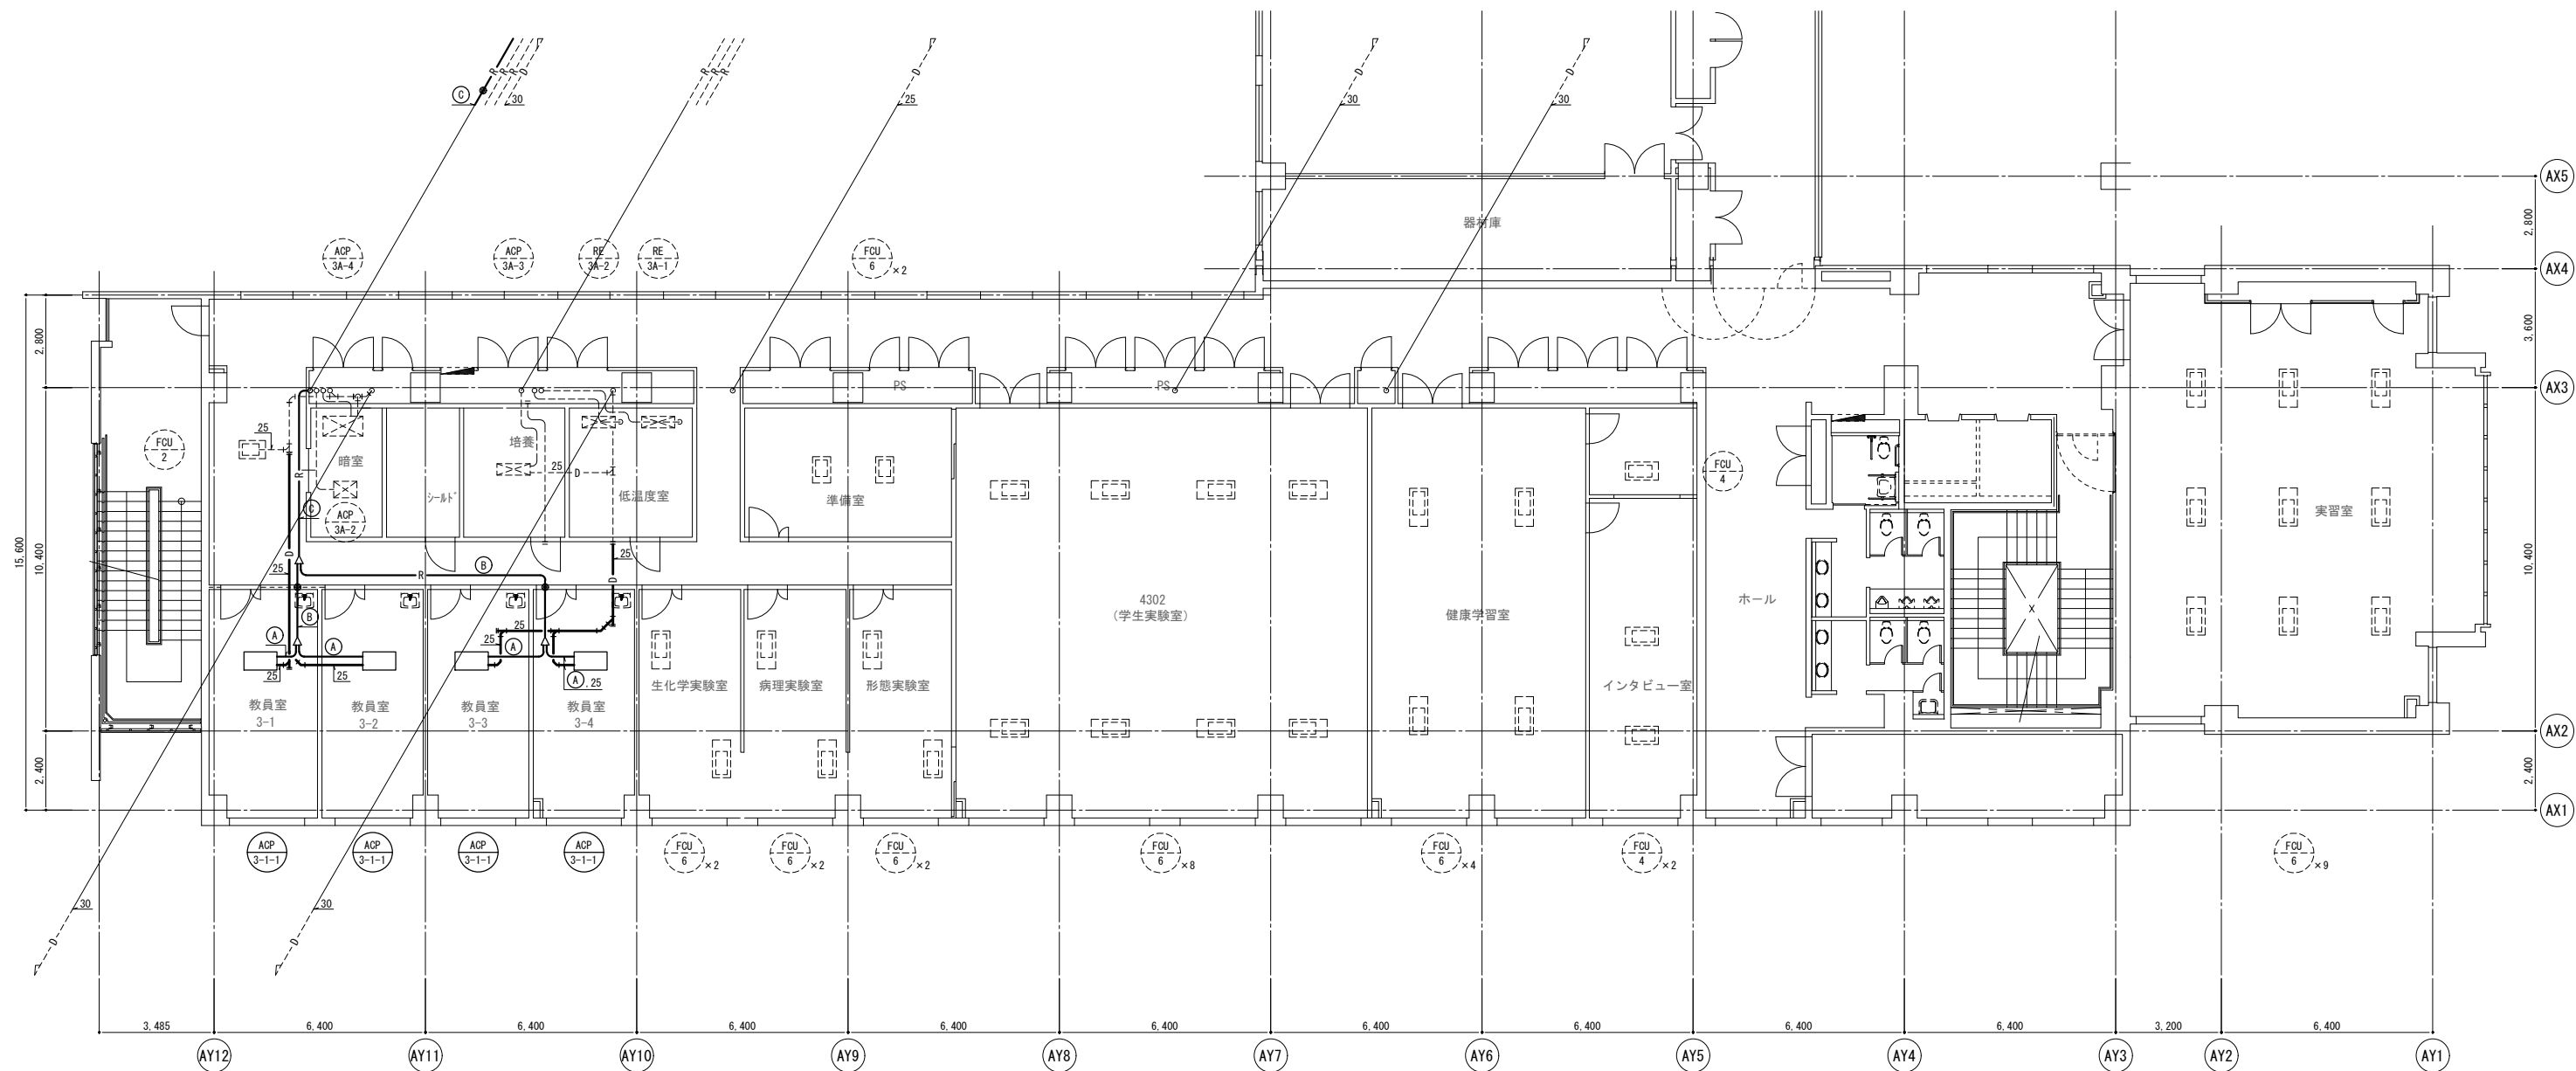 R
R
R
R
D
C
30
R
R
R
D
25
D
30
D
30
AX5
2,800
器材庫
ACP
3A-4
ACP
3A-3
RE
3A-2
RE
3A-1
FCU
6
×2
AX4
2,800
3,600
PS
PS
AX3
FCU
2
25
暗室
培養
25
D
シールド
低温度室
準備室
FCU
4
R
C
ACP
3A-2
実習室
15,600
10,400
10,400
D
25
R
B
25
D
4302
(学生実験室)
健康学習室
ホール
X
B
A
A
25
25
25
25
A
A
25
生化学実験室
病理実験室
形態実験室
インタビュー室
教員室
3-1
教員室
3-2
教員室
3-3
教員室
3-4
AX2
2,400
2,400
AX1
ACP
3-1-1
ACP
3-1-1
ACP
3-1-1
ACP
3-1-1
FCU
6
×2
FCU
6
×2
FCU
6
×2
FCU
6
×8
FCU
6
×4
FCU
4
×2
FCU
6
×9
30
30
D
D
3,485
6,400
6,400
6,400
6,400
6,400
6,400
6,400
6,400
6,400
3,200
6,400
AY12
AY11
AY10
AY9
AY8
AY7
AY6
AY5
AY4
AY3
AY2
AY1